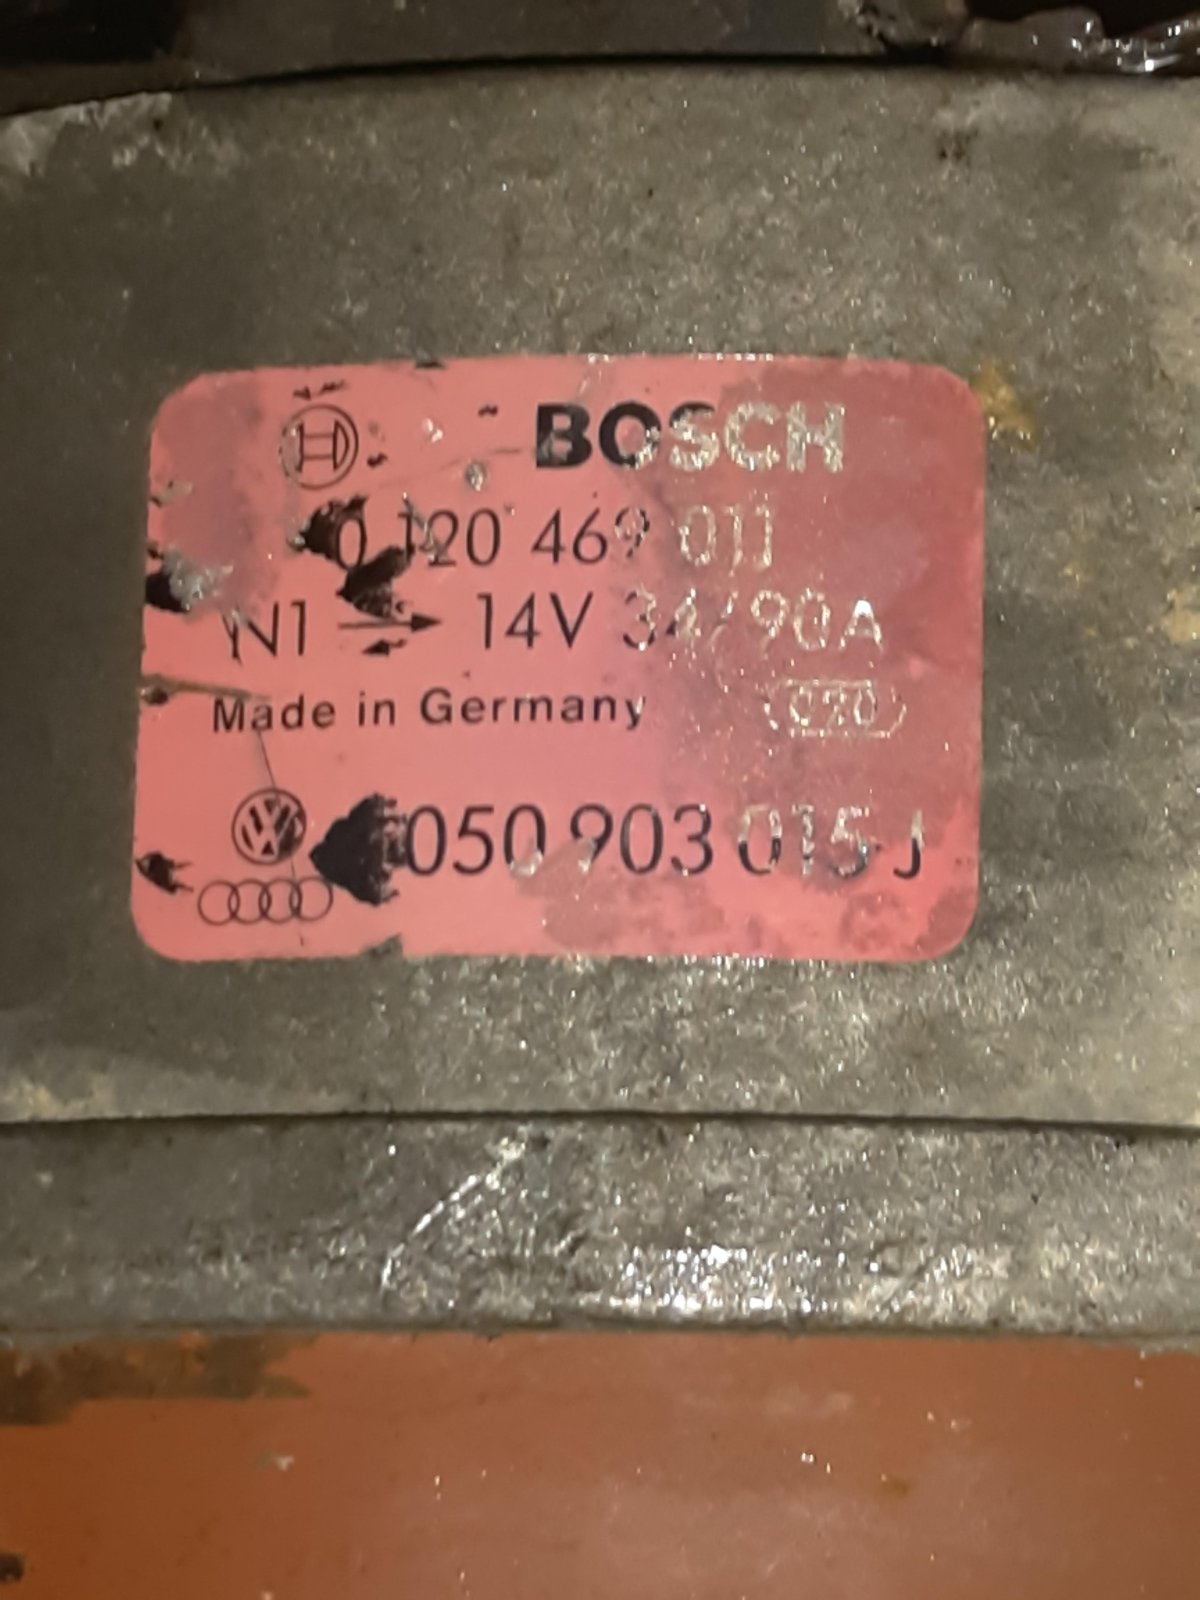 BOSCH
0 120 469 011
N1 → 14V 34/90A
Made in Germany
050 903 015 J